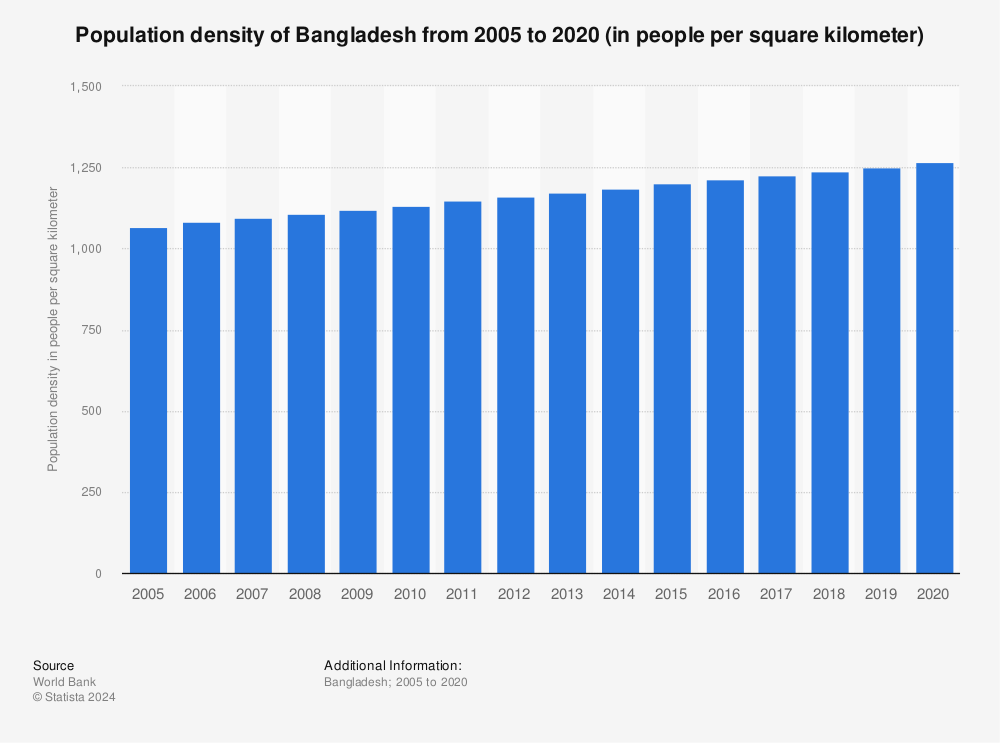 Population density of Bangladesh from 2005 to 2020 (in people per square kilometer)
Population density in people per square kilometer
1,500
1,250
1,000
750
500
250
0
2005 2006 2007 2008 2009 2010 2011 2012 2013 2014 2015 2016 2017 2018 2019 2020
Source
World Bank
© Statista 2024
Additional Information:
Bangladesh; 2005 to 2020